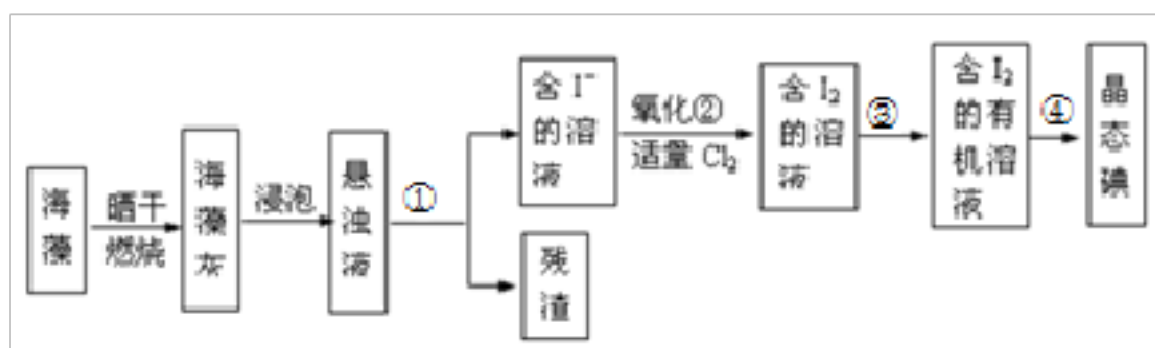 海藻
晒干
燃烧
海藻灰
浸泡
悬浊液
①
含 I⁻ 的溶液
残渣
氧化②
适量 Cl₂
含 I₂ 的溶液
③
含 I₂ 的有机溶液
④
晶态碘